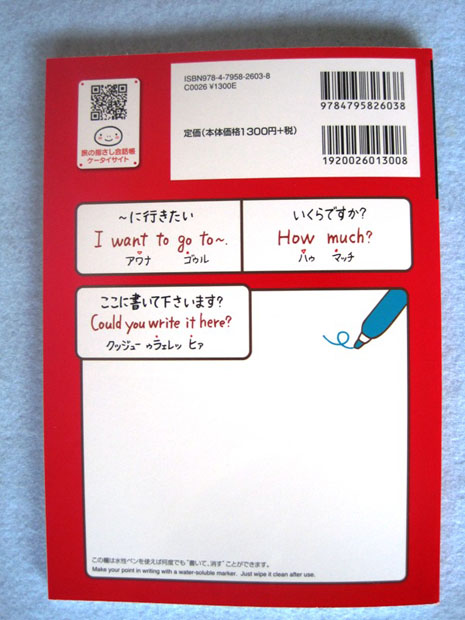 ISBN978-4-7958-2603-8
C0026 ¥1300E
9784795826038
定価(本体価格1300円+税)
1920026013008
旅の指さし会話帳
ケータイサイト
～に行きたい
I want to go to~.
アワナ ゴゥル
いくらですか?
How much?
ハゥ マッチ
ここに書いて下さいます?
Could you write it here?
クッジュー ゥラェレッ ヒァ
この欄は水性ペンを使えば何度でも“書いて、消す”ことができます。
Make your point in writing with a water-soluble marker. Just wipe it clean after use.